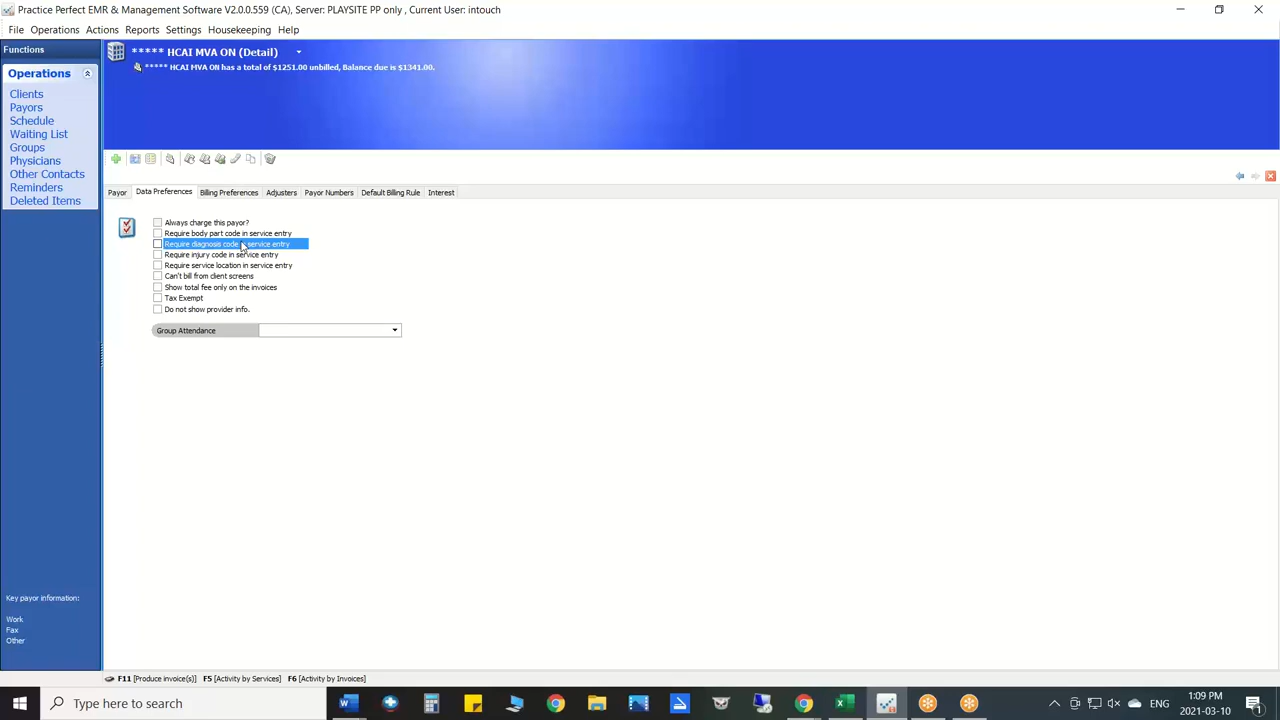 Practice Perfect EMR & Management Software V2.0.0.559 (CA), Server: PLAYSITE PP only , Current User: intouch
File Operations Actions Reports Settings Housekeeping Help
Functions
Operations
Clients
Payors
Schedule
Waiting List
Groups
Physicians
Other Contacts
Reminders
Deleted Items
***** HCAI MVA ON (Detail)
***** HCAI MVA ON has a total of $1251.00 unbilled, Balance due is $1341.00.
Payor Data Preferences Billing Preferences Adjusters Payor Numbers Default Billing Rule Interest
Always charge this payor?
Require body part code in service entry
Require diagnosis code in service entry
Require injury code in service entry
Require service location in service entry
Can't bill from client screens
Show total fee only on the invoices
Tax Exempt
Do not show provider info.
Group Attendance
Key payor information:
Work
Fax
Other
F11 [Produce invoice(s)] F5 [Activity by Services] F6 [Activity by Invoices]
Type here to search
ENG
1:09 PM
2021-03-10